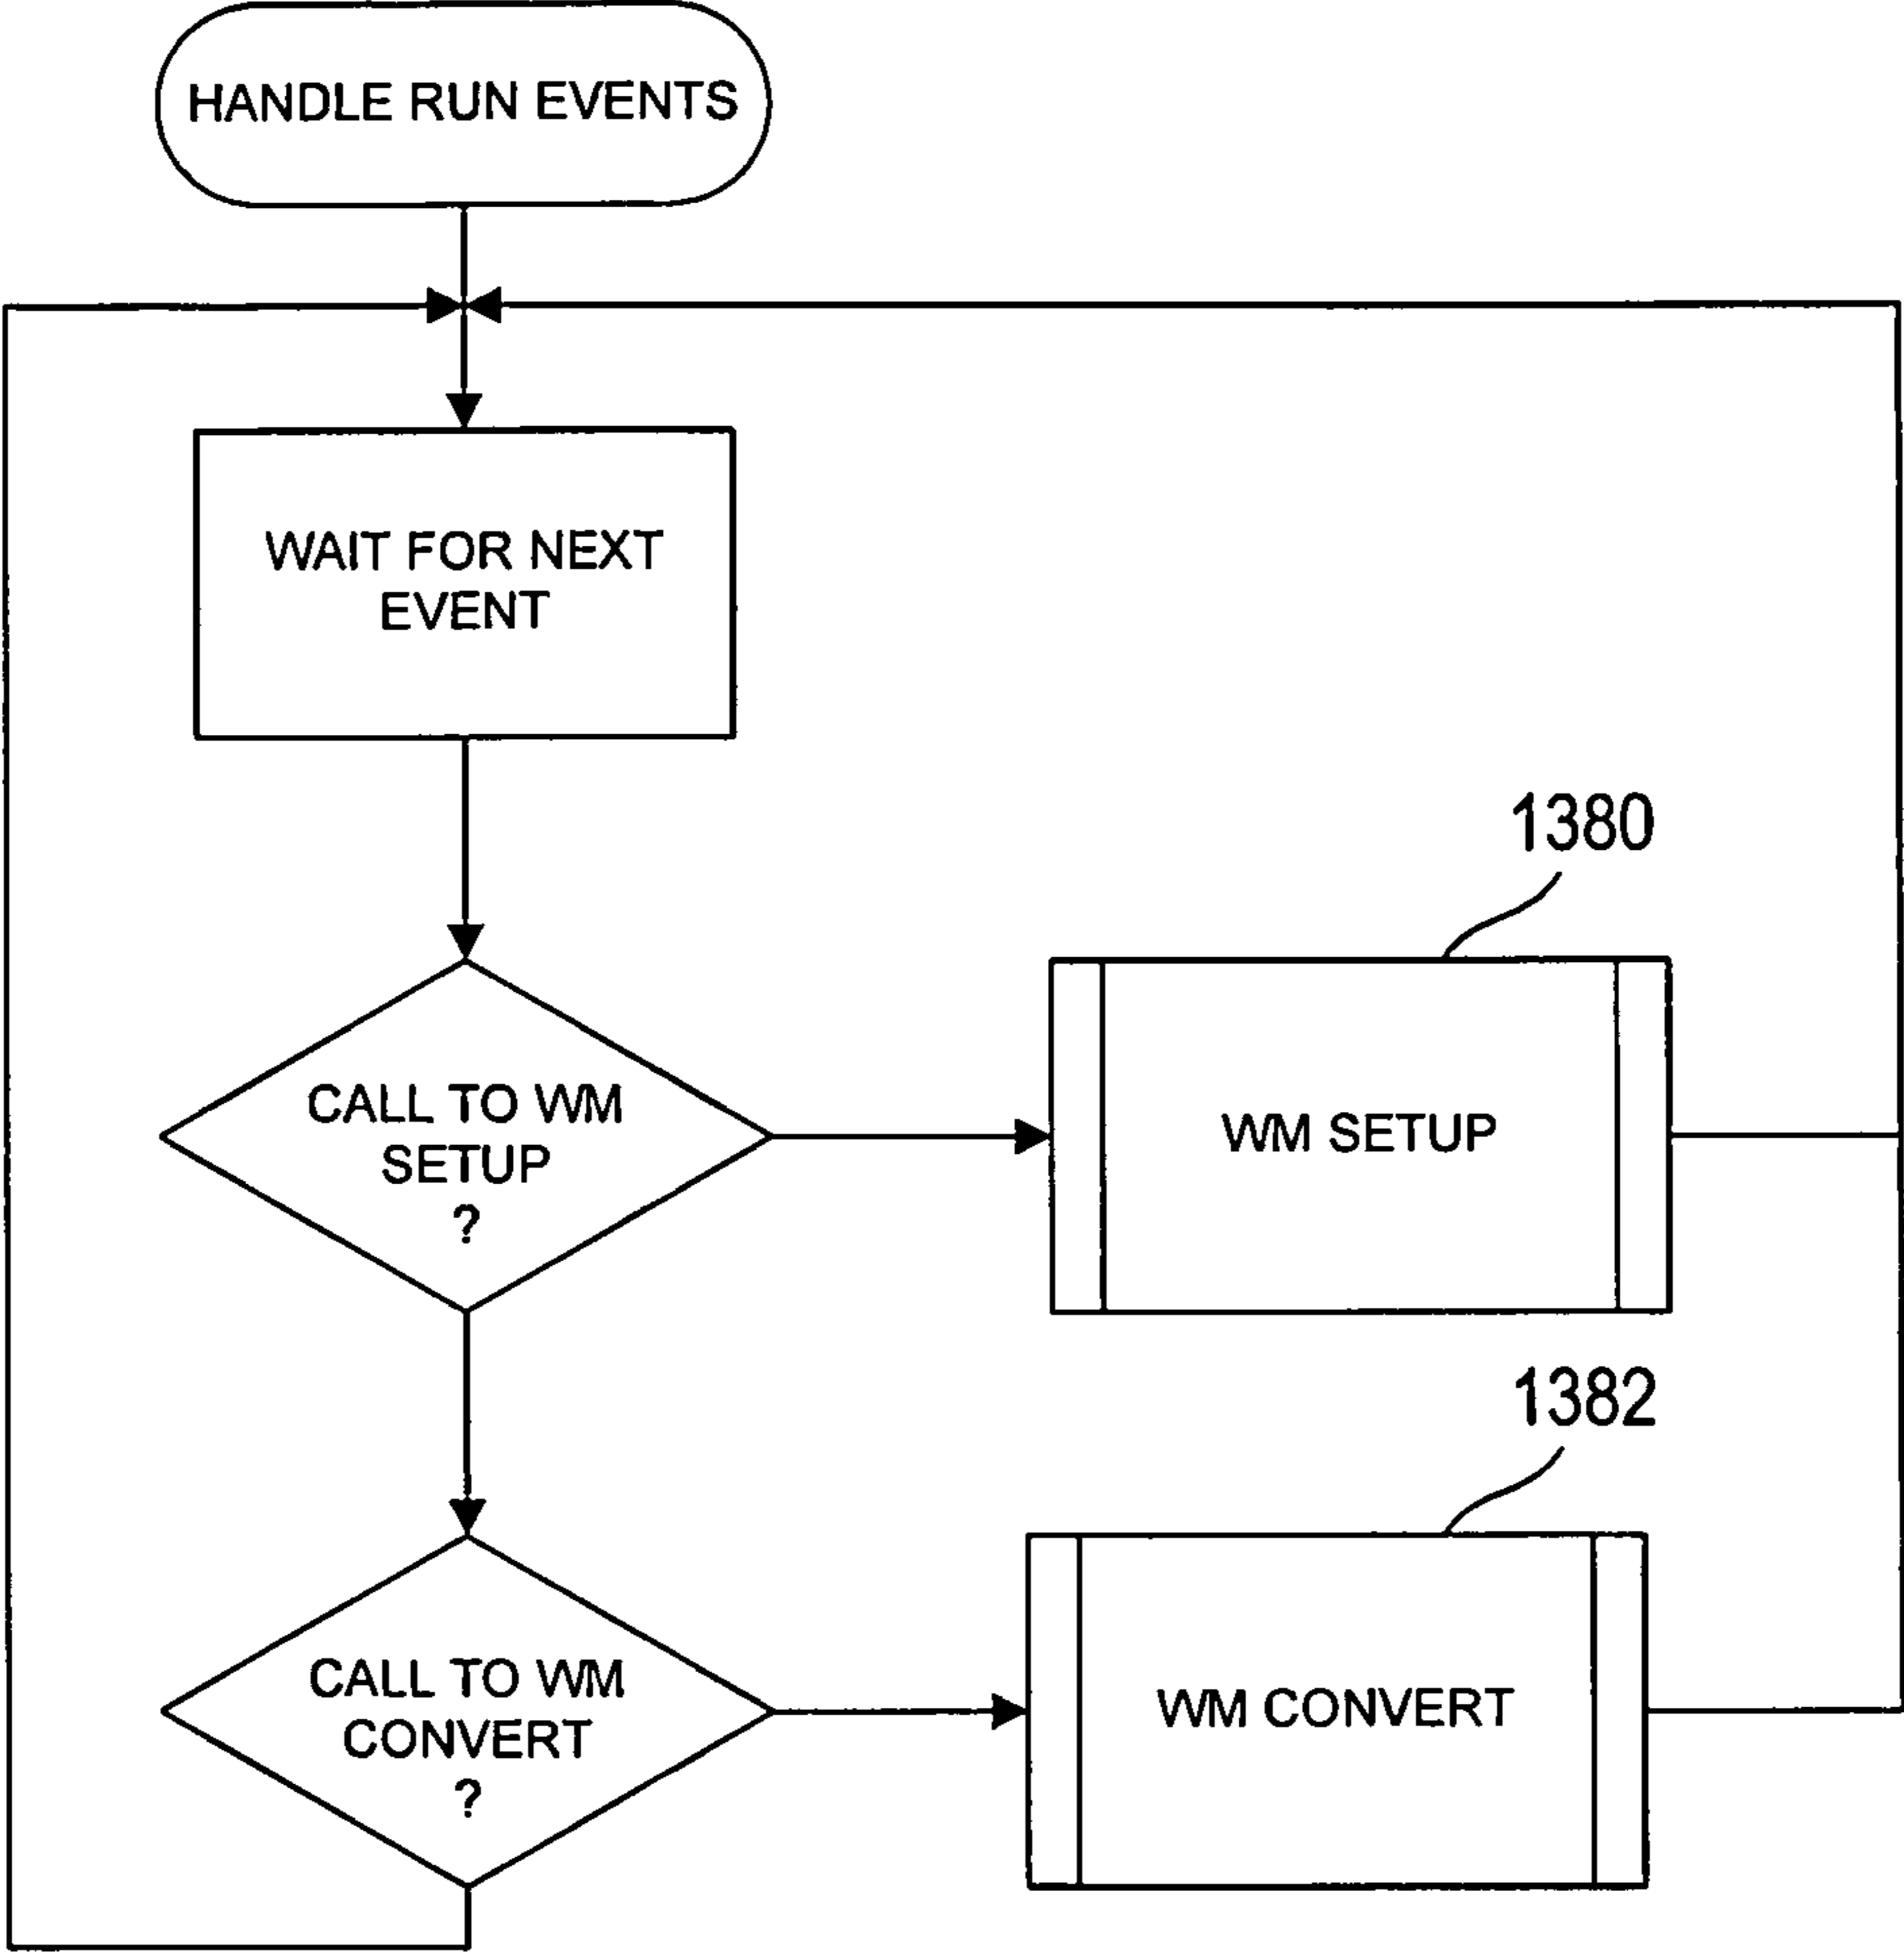 HANDLE RUN EVENTS
WAIT FOR NEXT
EVENT
1380
CALL TO WM
SETUP
?
WM SETUP
1382
CALL TO WM
CONVERT
?
WM CONVERT